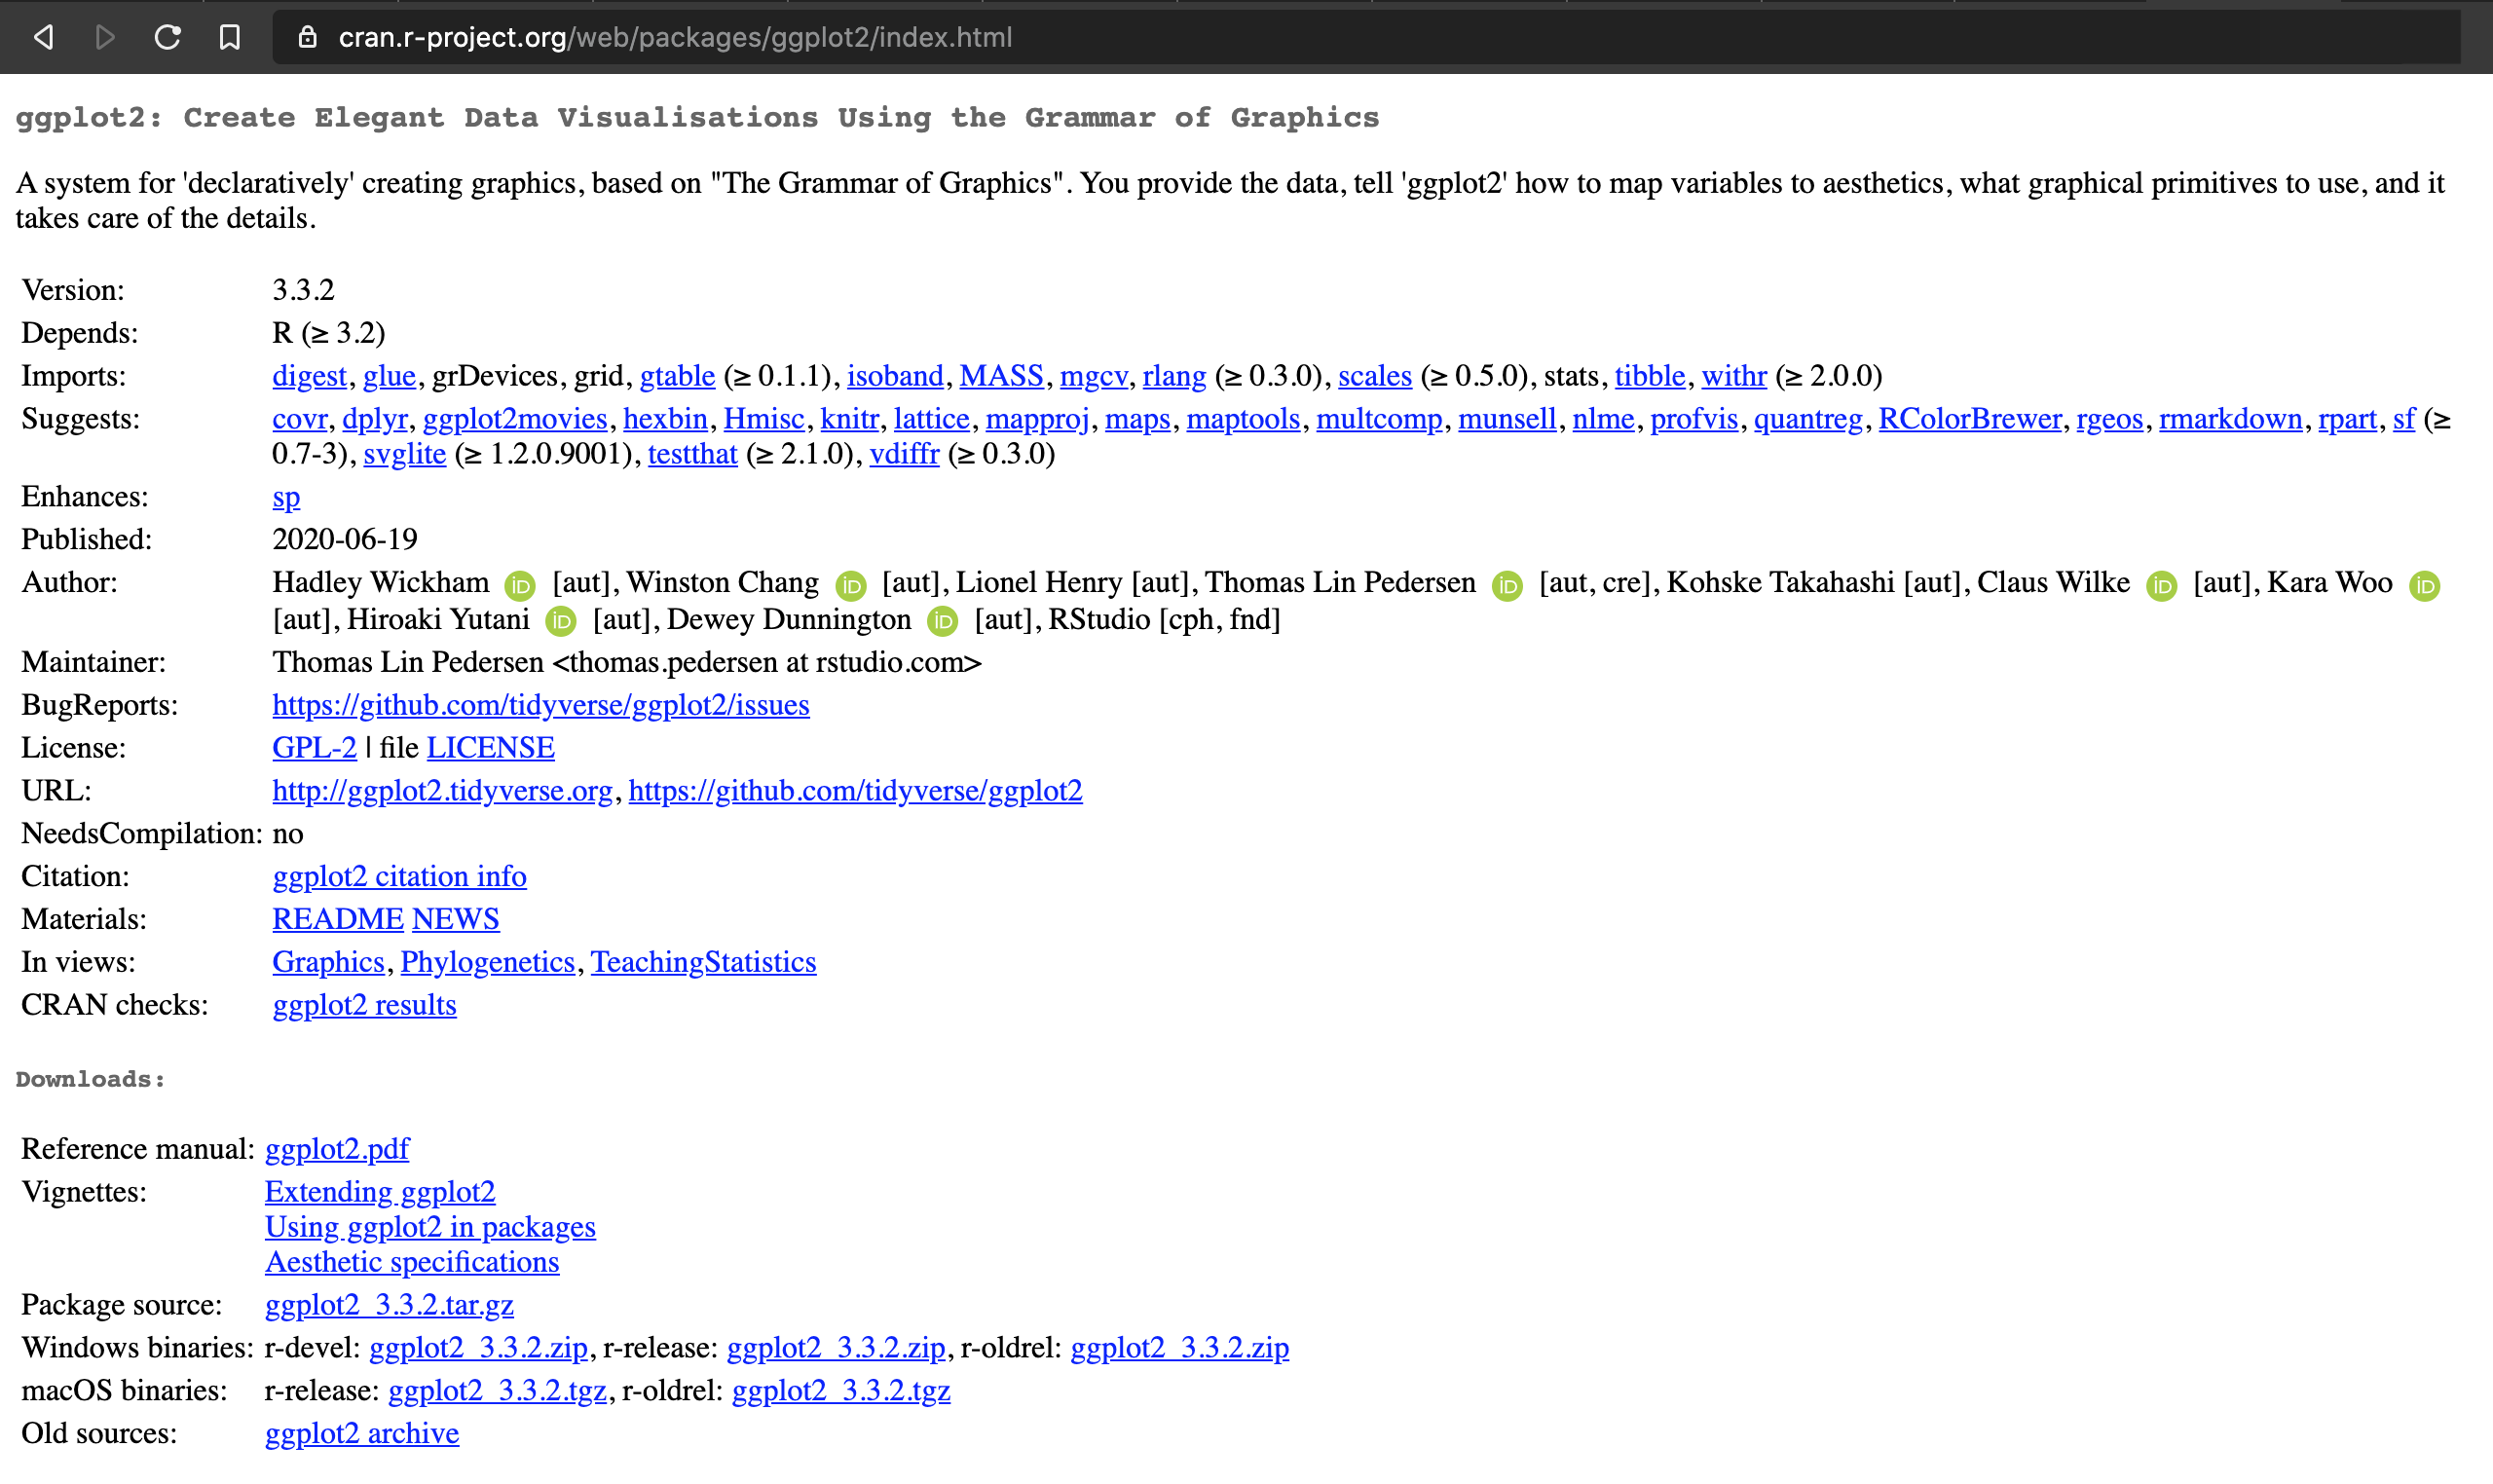 cran.r-project.org/web/packages/ggplot2/index.html
ggplot2: Create Elegant Data Visualisations Using the Grammar of Graphics
A system for 'declaratively' creating graphics, based on "The Grammar of Graphics". You provide the data, tell 'ggplot2' how to map variables to aesthetics, what graphical primitives to use, and it
takes care of the details.
Version: 3.3.2
Depends: R (≥ 3.2)
Imports: digest, glue, grDevices, grid, gtable (≥ 0.1.1), isoband, MASS, mgcv, rlang (≥ 0.3.0), scales (≥ 0.5.0), stats, tibble, withr (≥ 2.0.0)
Suggests: covr, dplyr, ggplot2movies, hexbin, Hmisc, knitr, lattice, mapproj, maps, maptools, multcomp, munsell, nlme, profvis, quantreg, RColorBrewer, rgeos, rmarkdown, rpart, sf (≥
0.7-3), svglite (≥ 1.2.0.9001), testthat (≥ 2.1.0), vdiffr (≥ 0.3.0)
Enhances: sp
Published: 2020-06-19
Author: Hadley Wickham iD [aut], Winston Chang iD [aut], Lionel Henry [aut], Thomas Lin Pedersen iD [aut, cre], Kohske Takahashi [aut], Claus Wilke iD [aut], Kara Woo iD
[aut], Hiroaki Yutani iD [aut], Dewey Dunnington iD [aut], RStudio [cph, fnd]
Maintainer: Thomas Lin Pedersen <thomas.pedersen at rstudio.com>
BugReports: https://github.com/tidyverse/ggplot2/issues
License: GPL-2 | file LICENSE
URL: http://ggplot2.tidyverse.org, https://github.com/tidyverse/ggplot2
NeedsCompilation: no
Citation: ggplot2 citation info
Materials: README NEWS
In views: Graphics, Phylogenetics, TeachingStatistics
CRAN checks: ggplot2 results
Downloads:
Reference manual: ggplot2.pdf
Vignettes: Extending ggplot2
Using ggplot2 in packages
Aesthetic specifications
Package source: ggplot2_3.3.2.tar.gz
Windows binaries: r-devel: ggplot2_3.3.2.zip, r-release: ggplot2_3.3.2.zip, r-oldrel: ggplot2_3.3.2.zip
macOS binaries: r-release: ggplot2_3.3.2.tgz, r-oldrel: ggplot2_3.3.2.tgz
Old sources: ggplot2 archive